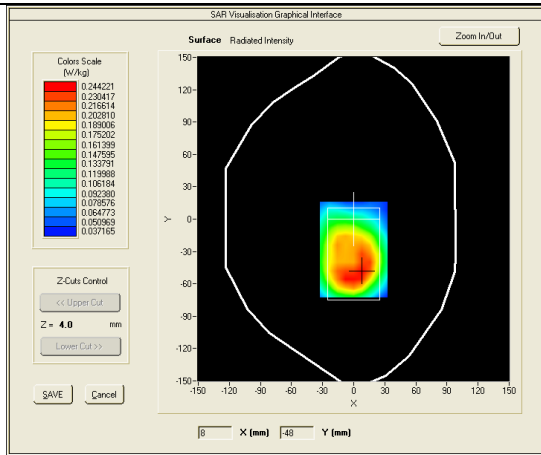 SAR Visualisation Graphical Interface
Surface Radiated Intensity
Zoom In/Out
Colors Scale
(W/kg)
0.244221
0.230417
0.216614
0.202810
0.189006
0.175202
0.161399
0.147595
0.133791
0.119988
0.106184
0.092380
0.078576
0.064773
0.050969
0.037165
Z-Cuts Control
<< Upper Cut
Z = 4.0 mm
Lower Cut >>
SAVE
Cancel
150-
120-
90-
60-
30-
0-
-30-
-60-
-90-
-120-
-150-
Y
-150 -120 -90 -60 -30 0 30 60 90 120 150
X
8 X (mm) -48 Y (mm)